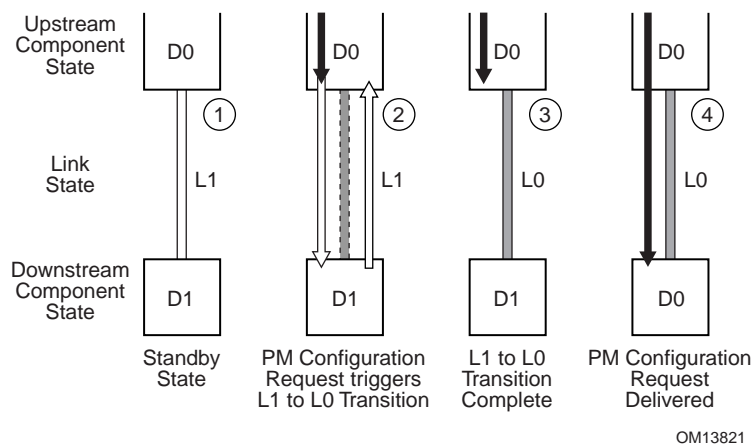 Upstream
Component
State
D0
D0
D0
D0
1
2
3
4
Link
State
L1
L1
L0
L0
Downstream
Component
State
D1
D1
D1
D0
Standby
State
PM Configuration
Request triggers
L1 to L0 Transition
L1 to L0
Transition
Complete
PM Configuration
Request
Delivered
OM13821